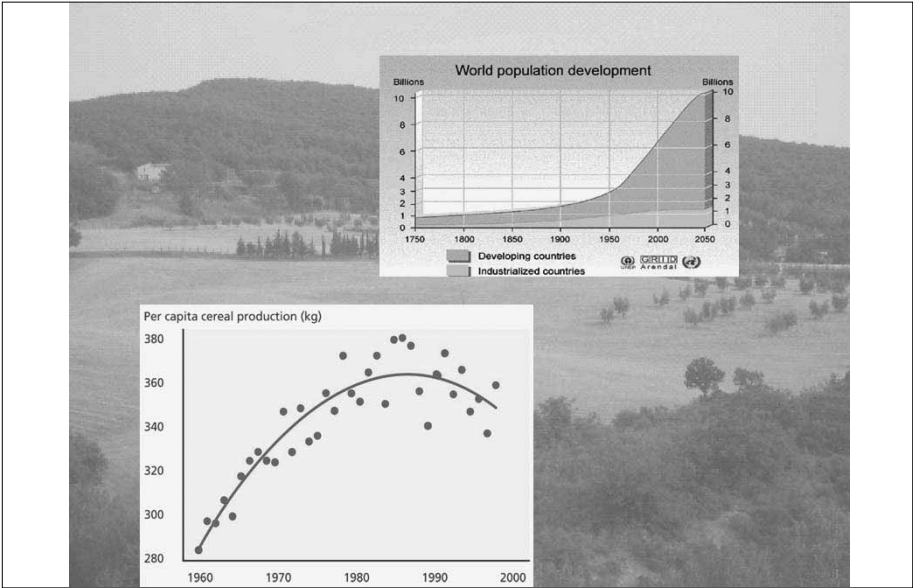 World population development
Billions Billions
10 10
8 8
6 6
4 4
3 3
2 2
1 1
0 0
1750 1800 1850 1900 1950 2000 2050
Developing countries
Industrialized countries
UNEP GRID Arendal
Per capita cereal production (kg)
380
360
340
320
300
280
1960 1970 1980 1990 2000